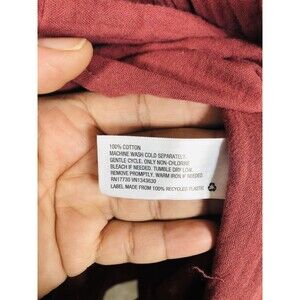 100% COTTON
MACHINE WASH COLD SEPARATELY.
GENTLE CYCLE, ONLY NON-CHLORINE
BLEACH IF NEEDED, TUMBLE DRY LOW.
REMOVE PROMPTLY, WARM IRON IF NEEDED
RN17730 VN1343630
LABEL MADE FROM 100% RECYCLED PLASTIC